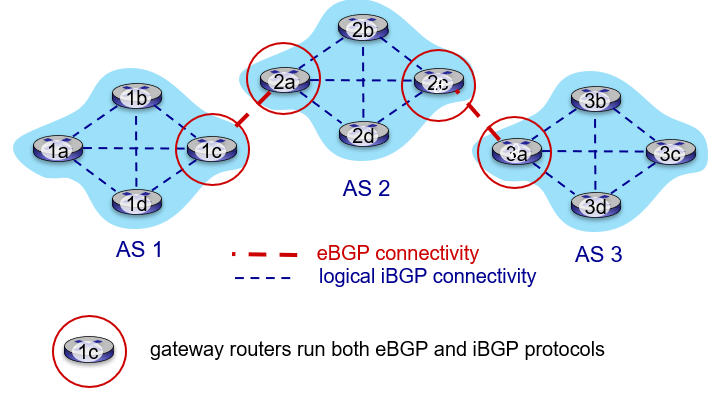 2b
2a
2c
2d
1b
1a
1c
1d
3b
3a
3c
3d
AS 2
AS 1
AS 3
eBGP connectivity
logical iBGP connectivity
1c
gateway routers run both eBGP and iBGP protocols